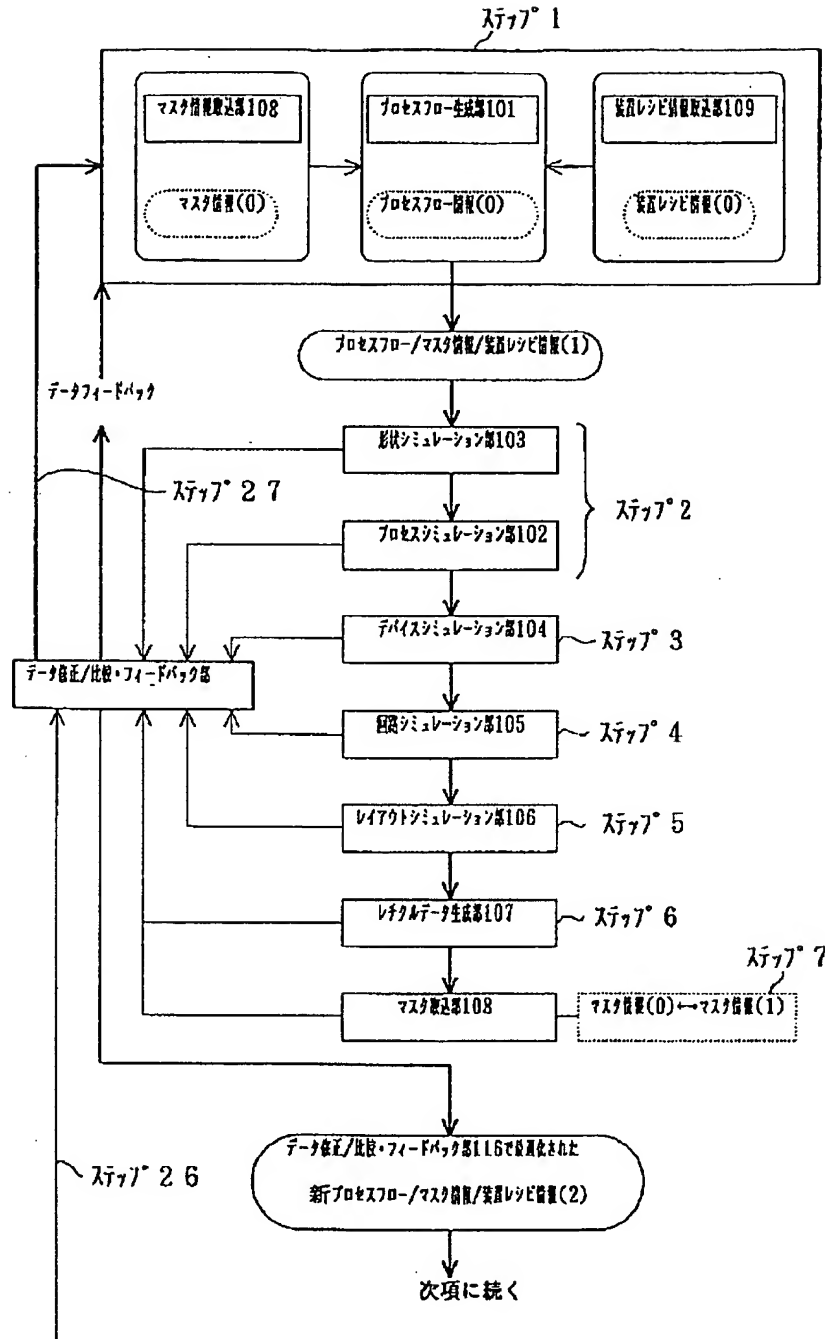 ステップ 1
マスタ情報取込部108
プロセスフロー生成部101
装置レシピ情報取込部109
マスタ情報(0)
プロセスフロー情報(0)
装置レシピ情報(0)
プロセスフロー/マスタ情報/装置レシピ情報(1)
データフィードバック
形状シミュレーション部103
ステップ 2 7
ステップ 2
プロセスシミュレーション部102
デバイスシミュレーション部104
ステップ 3
データ修正/比較・フィードバック部
回路シミュレーション部105
ステップ 4
レイアウトシミュレーション部106
ステップ 5
レチクルデータ生成部107
ステップ 6
ステップ 7
マスタ取込部108
マスタ情報(0)↔マスタ情報(1)
データ修正/比較・フィードバック部116で最適化された
ステップ 2 6
新プロセスフロー/マスタ情報/装置レシピ情報(2)
次項に続く